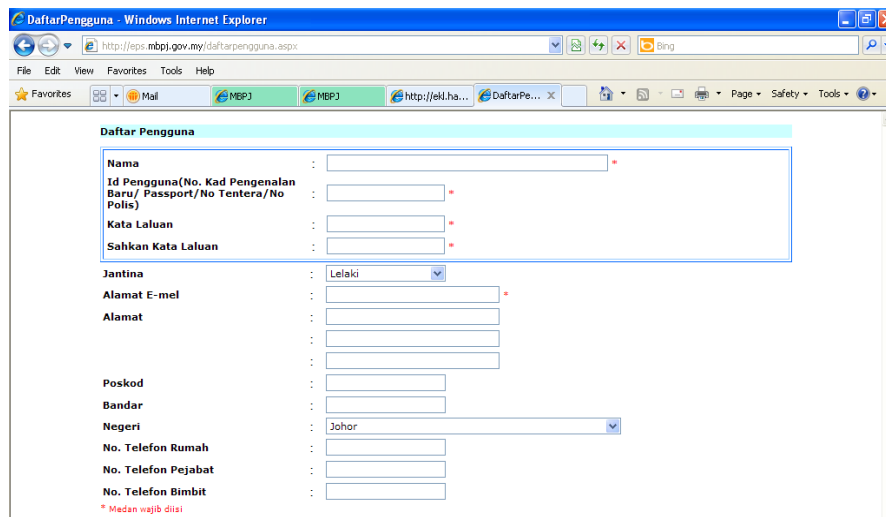 DaftarPengguna - Windows Internet Explorer
http://eps.mbpj.gov.my/daftarpengguna.aspx
Bing
File Edit View Favorites Tools Help
Favorites Mail MBPJ MBPJ http://ekl.ha... DaftarPe... X Page Safety Tools
Daftar Pengguna
Nama : *
Id Pengguna(No. Kad Pengenalan
Baru/ Passport/No Tentera/No : *
Polis)
Kata Laluan : *
Sahkan Kata Laluan : *
Jantina : Lelaki
Alamat E-mel : *
Alamat :
:
:
Poskod :
Bandar :
Negeri : Johor
No. Telefon Rumah :
No. Telefon Pejabat :
No. Telefon Bimbit :
* Medan wajib diisi